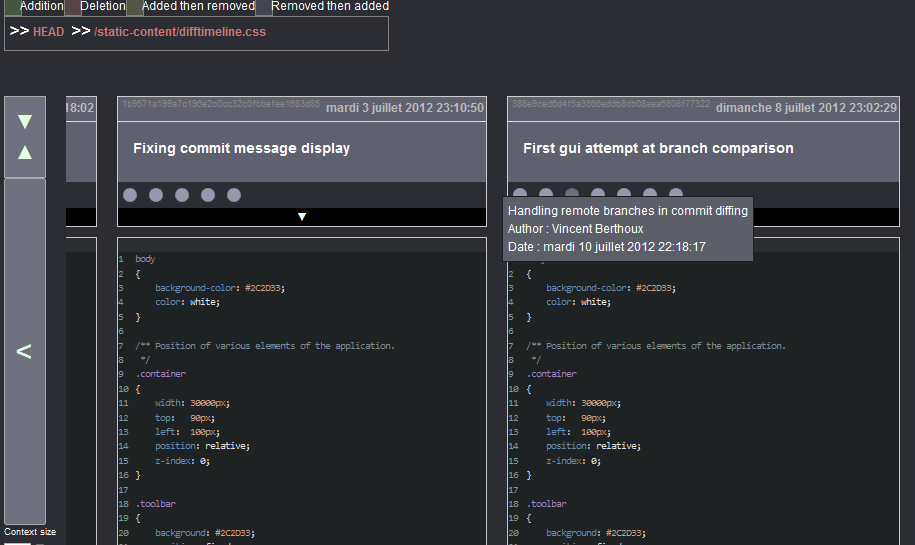 Addition Deletion Added then removed Removed then added
>> HEAD >> /static-content/difftimeline.css
18:02
mardi 3 juillet 2012 23:10:50
Fixing commit message display
▼
1 body
2 {
3 background-color: #2C2D33;
4 color: white;
5 }
6
7 /** Position of various elements of the application.
8 */
9 .container
10 {
11 width: 30000px;
12 top: 90px;
13 left: 100px;
14 position: relative;
15 z-index: 0;
16 }
17
18 .toolbar
19 {
20 background: #2C2D33;
dimanche 8 juillet 2012 23:02:29
First gui attempt at branch comparison
Handling remote branches in commit diffing
Author : Vincent Berthoux
Date : mardi 10 juillet 2012 22:18:17
2 {
3 background-color: #2C2D33;
4 color: white;
5 }
6
7 /** Position of various elements of the application.
8 */
9 .container
10 {
11 width: 30000px;
12 top: 90px;
13 left: 100px;
14 position: relative;
15 z-index: 0;
16 }
17
18 .toolbar
19 {
20 background: #2C2D33;
▼
▲
<
Context size